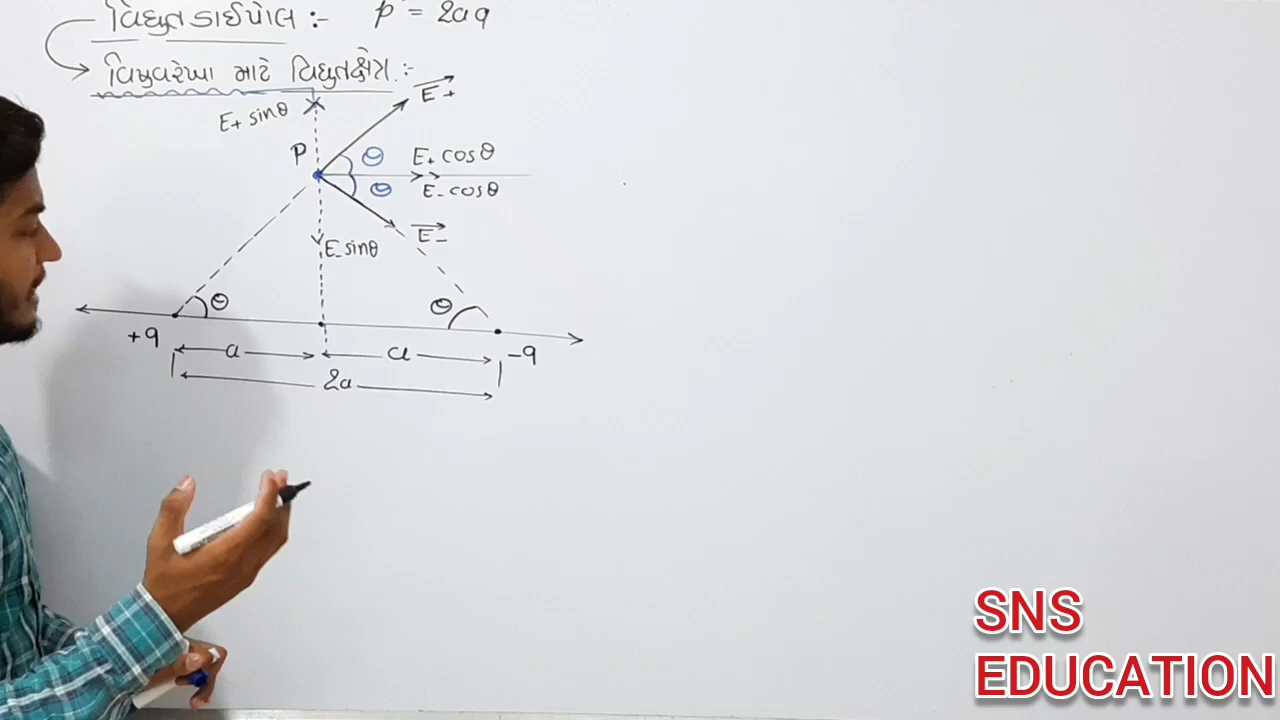 વિદ્યુત ડાઈપોલ :- p = 2aq
વિષુવરેખા માટે વિદ્યુતક્ષેત્ર :-
E+ sinθ
E+
P
θ
E+ cosθ
θ
E- cosθ
E-
E- sinθ
θ
θ
+q
a
a
-q
2a
SNS
EDUCATION